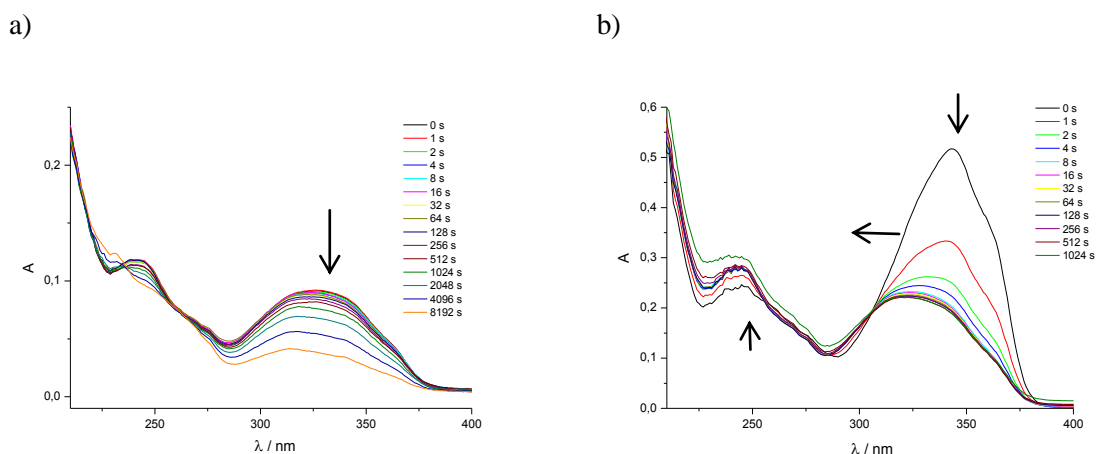 a)
0,2
0,1
0,0
A
250
300
350
400
λ / nm
0 s
1 s
2 s
4 s
8 s
16 s
32 s
64 s
128 s
256 s
512 s
1024 s
2048 s
4096 s
8192 s
b)
0,6
0,5
0,4
0,3
0,2
0,1
0,0
A
250
300
350
400
λ / nm
0 s
1 s
2 s
4 s
8 s
16 s
32 s
64 s
128 s
256 s
512 s
1024 s